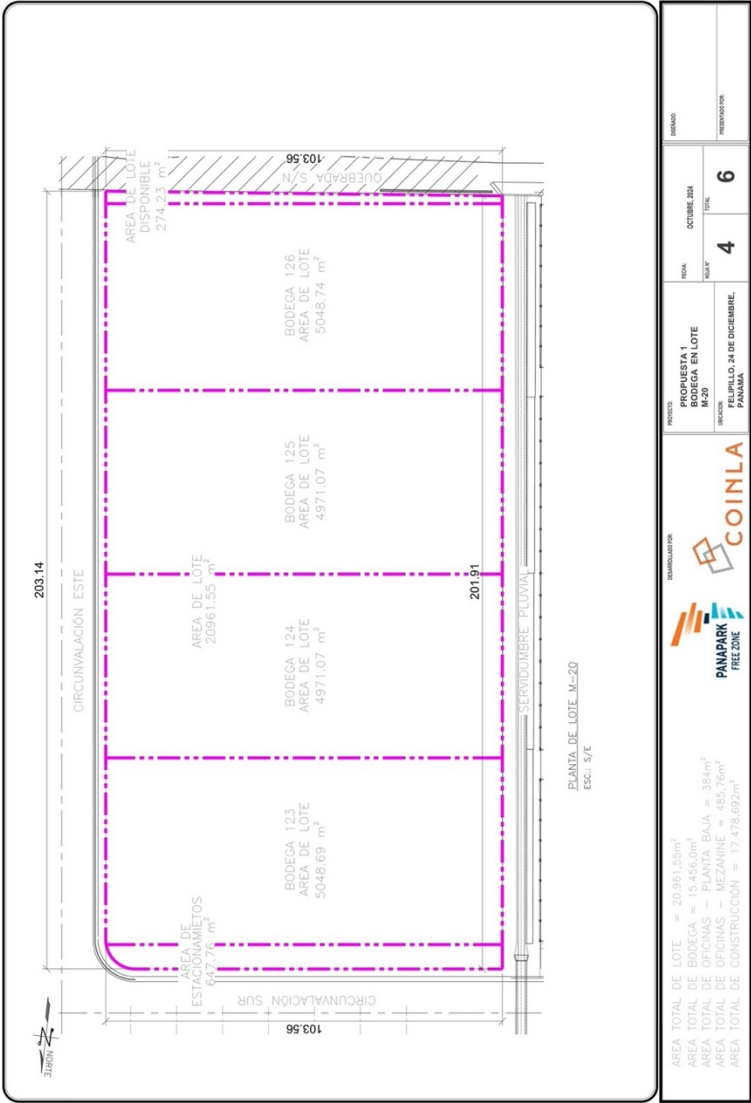 203.14
CIRCUNVALACIÓN ESTE
103.56
QUEBRADA S/N
AREA DE LOTE
DISPONIBLE
274.23 m²
BODEGA 126
AREA DE LOTE
5048.74 m²
BODEGA 125
AREA DE LOTE
4971.07 m²
AREA DE LOTE
20961.55 m²
BODEGA 124
AREA DE LOTE
4971.07 m²
BODEGA 123
AREA DE LOTE
5048.69 m²
AREA DE
ESTACIONAMIETOS
647.76 m²
CIRCUNVALACIÓN SUR
103.56
NORTE
201.91
SERVIDUMBRE PLUVIAL
PLANTA DE LOTE M-20
ESC.: S/E
AREA TOTAL DE LOTE = 20.961,55m²
AREA TOTAL DE BODEGA = 15.456,0m²
AREA TOTAL DE OFICINAS - PLANTA BAJA = 384m²
AREA TOTAL DE OFICINAS - MEZANINE = 485,76m²
AREA TOTAL DE CONSTRUCCIÓN = 17.478,692m²
PANAPARK
FREE ZONE
DESARROLLADO POR:
COINLA
PROYECTO:
PROPUESTA 1
BODEGA EN LOTE
M-20
UBICACION:
FELIPILLO, 24 DE DICIEMBRE,
PANAMA
FECHA:
OCTUBRE, 2024
HOJA N°
4
TOTAL
6
DISEÑADO:
PRESENTADO POR: